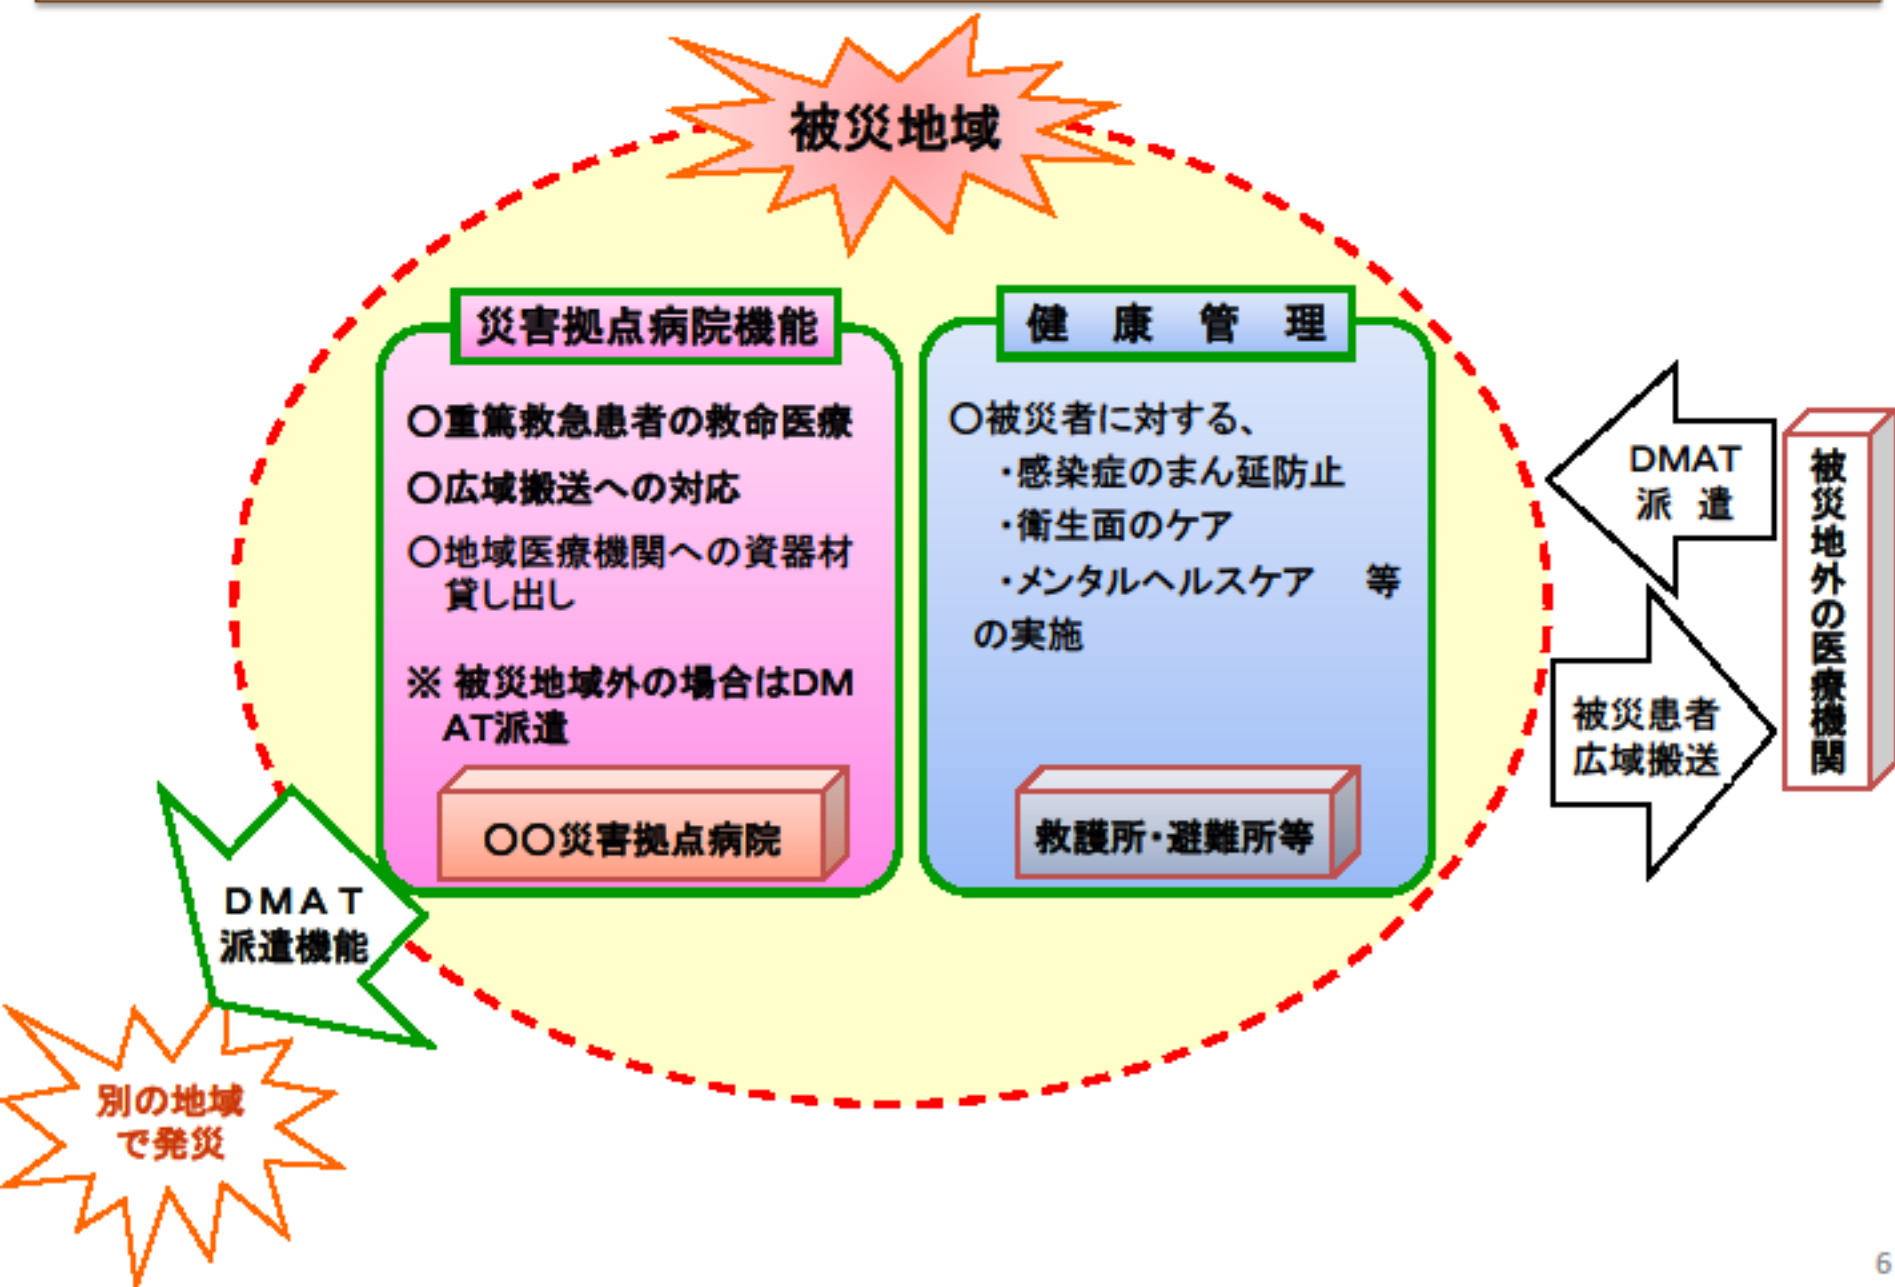 被災地域
災害拠点病院機能
〇重篤救急患者の救命医療
〇広域搬送への対応
〇地域医療機関への資器材
貸し出し
※ 被災地域外の場合はDM
AT派遣
〇〇災害拠点病院
健 康 管 理
〇被災者に対する、
・感染症のまん延防止
・衛生面のケア
・メンタルヘルスケア 等
の実施
救護所・避難所等
DMAT
派 遣
被災患者
広域搬送
被災地外の医療機関
DMAT
派遣機能
別の地域
で発災
6